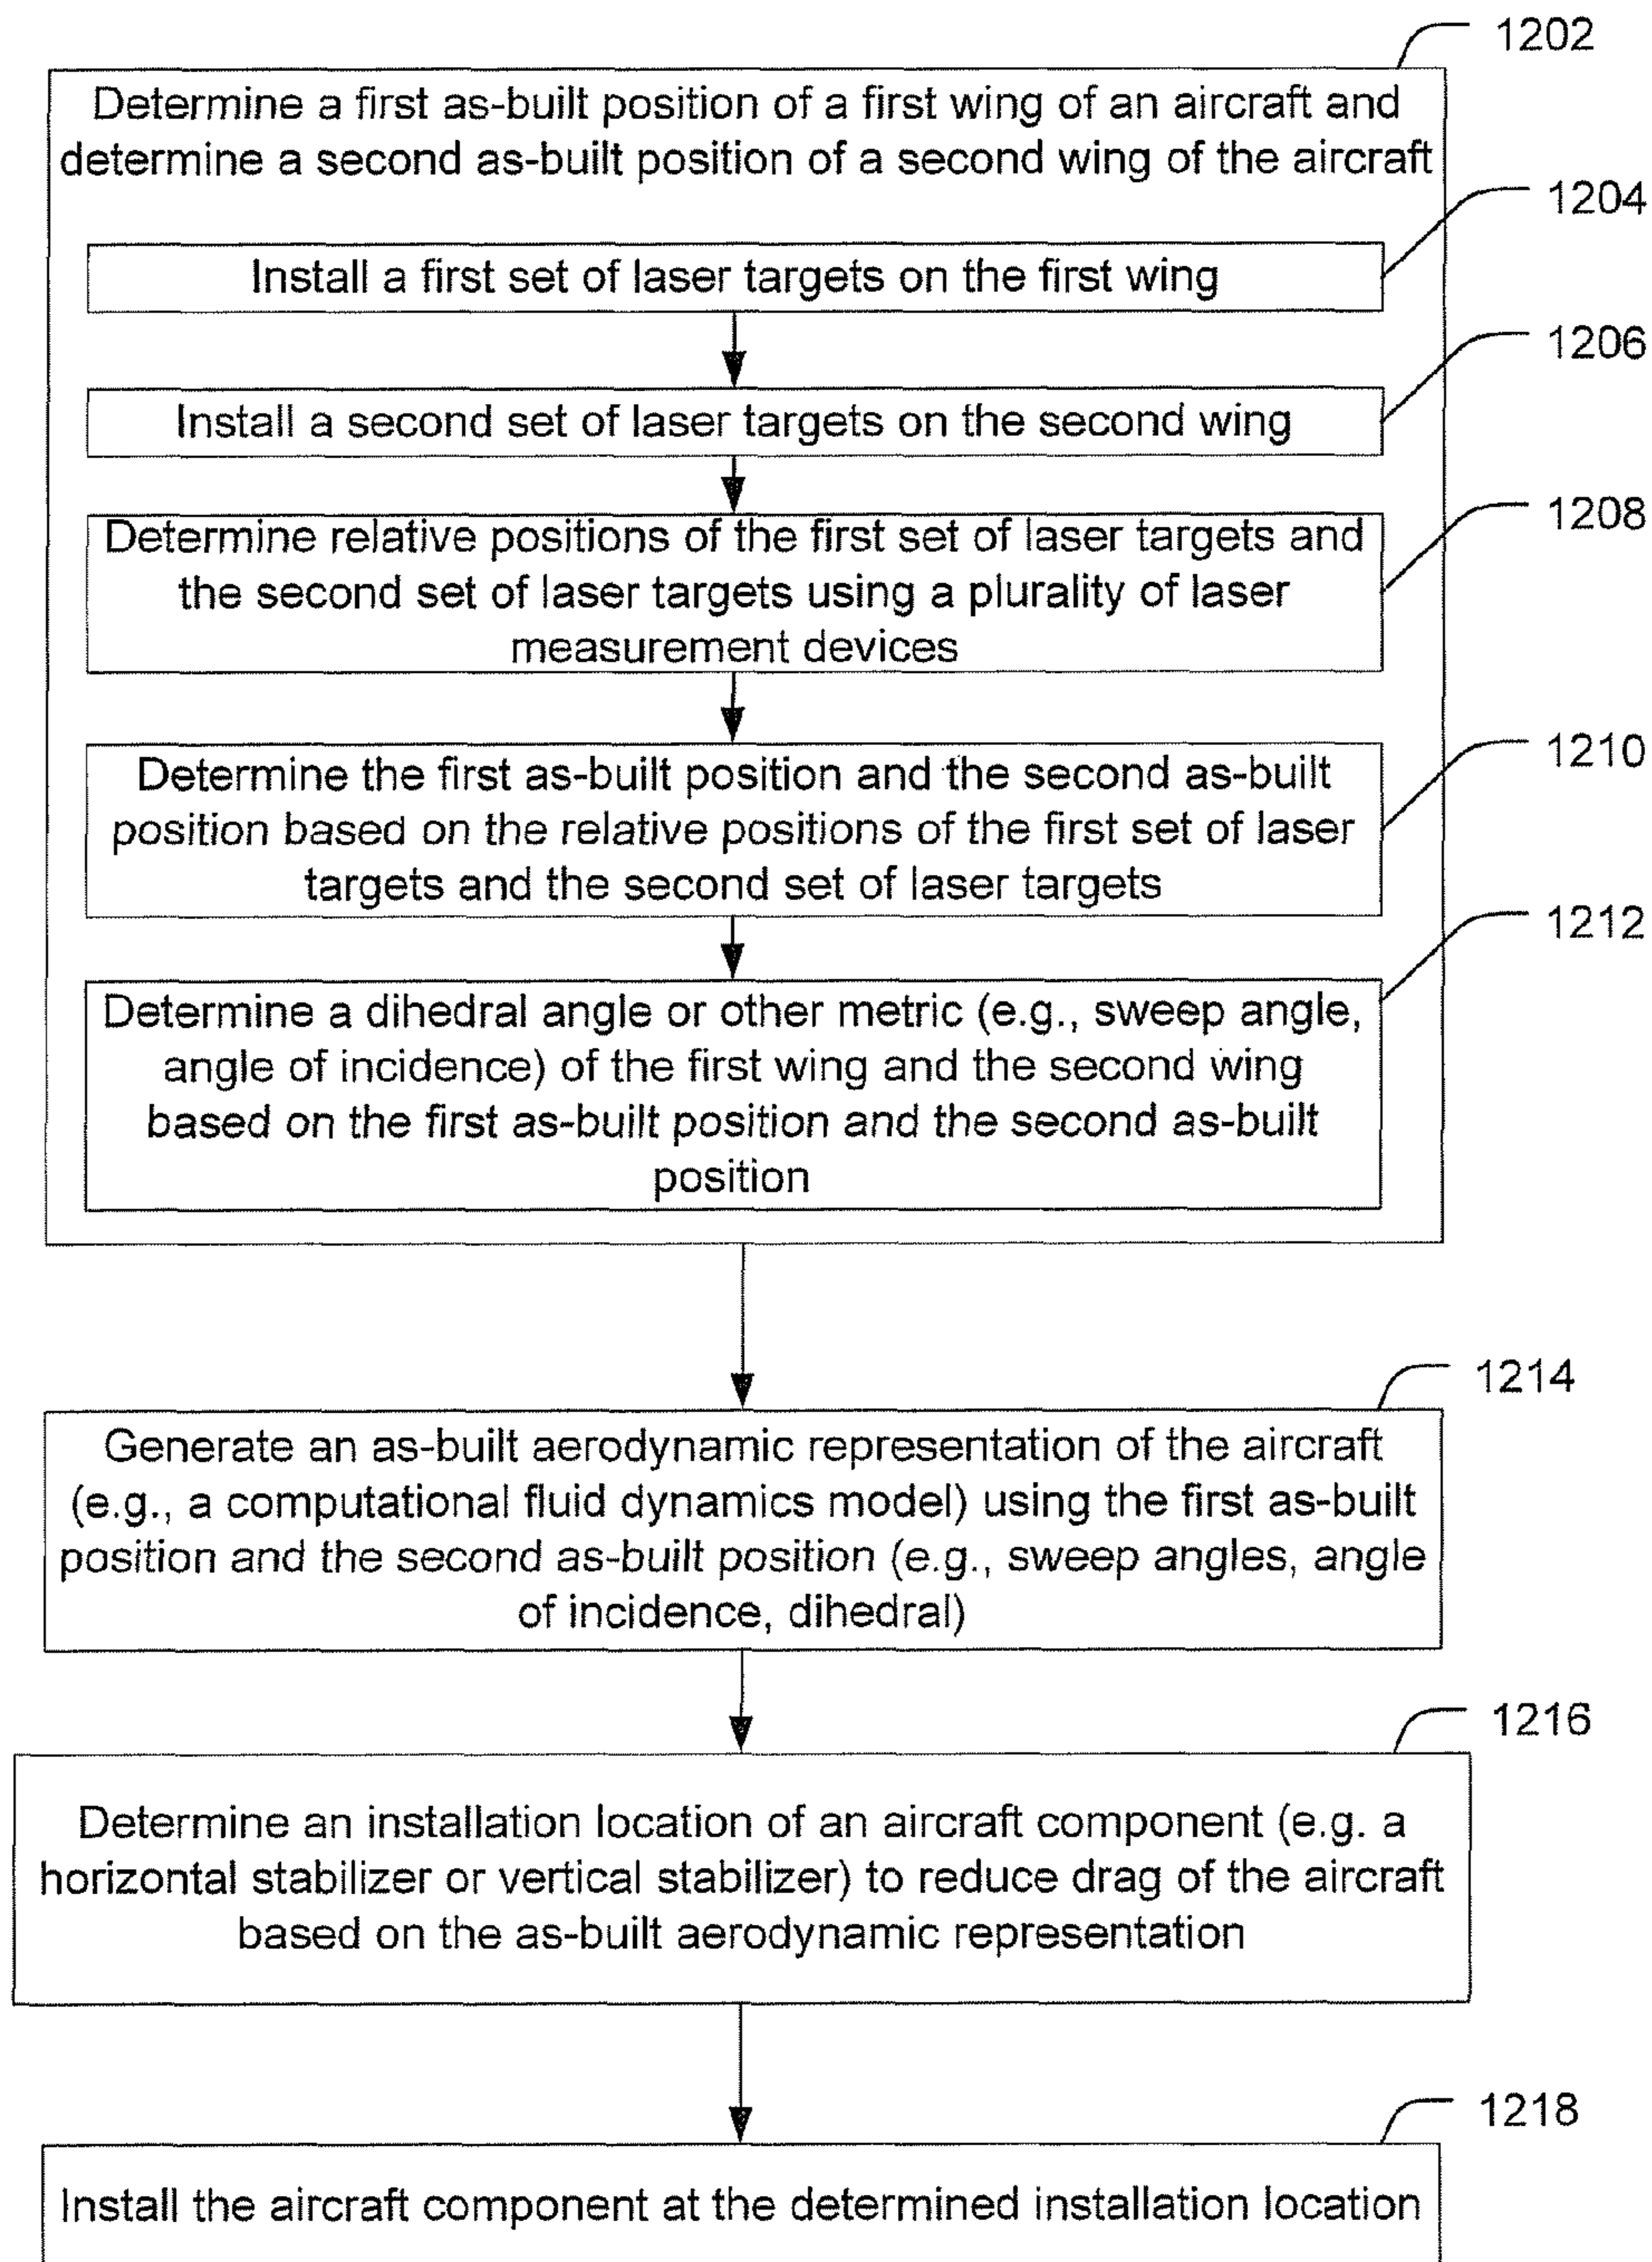 1202
Determine a first as-built position of a first wing of an aircraft and
determine a second as-built position of a second wing of the aircraft
1204
Install a first set of laser targets on the first wing
1206
Install a second set of laser targets on the second wing
1208
Determine relative positions of the first set of laser targets and
the second set of laser targets using a plurality of laser
measurement devices
1210
Determine the first as-built position and the second as-built
position based on the relative positions of the first set of laser
targets and the second set of laser targets
1212
Determine a dihedral angle or other metric (e.g., sweep angle,
angle of incidence) of the first wing and the second wing
based on the first as-built position and the second as-built
position
1214
Generate an as-built aerodynamic representation of the aircraft
(e.g., a computational fluid dynamics model) using the first as-built
position and the second as-built position (e.g., sweep angles, angle
of incidence, dihedral)
1216
Determine an installation location of an aircraft component (e.g. a
horizontal stabilizer or vertical stabilizer) to reduce drag of the aircraft
based on the as-built aerodynamic representation
1218
Install the aircraft component at the determined installation location